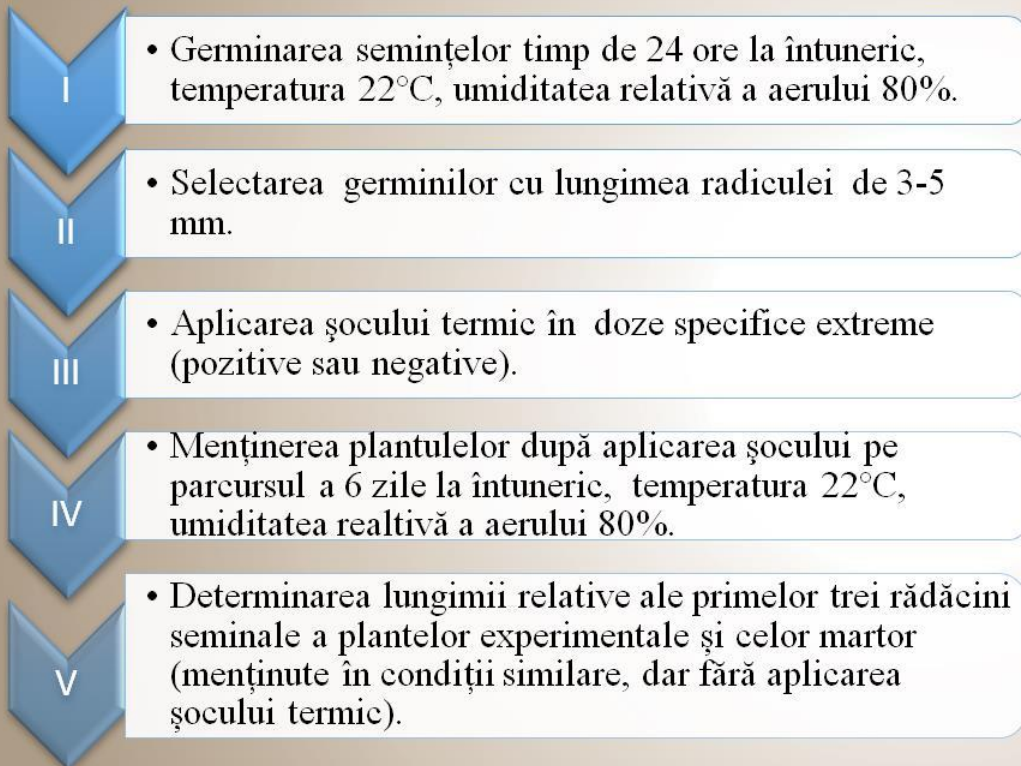 I
• Germinarea semințelor timp de 24 ore la întuneric,
temperatura 22°C, umiditatea relativă a aerului 80%.
II
• Selectarea germinilor cu lungimea radiculei de 3-5
mm.
III
• Aplicarea şocului termic în doze specifice extreme
(pozitive sau negative).
IV
• Menținerea plantulelor după aplicarea şocului pe
parcursul a 6 zile la întuneric, temperatura 22°C,
umiditatea realtivă a aerului 80%.
V
• Determinarea lungimii relative ale primelor trei rădăcini
seminale a plantelor experimentale și celor martor
(menținute în condiții similare, dar fără aplicarea
șocului termic).